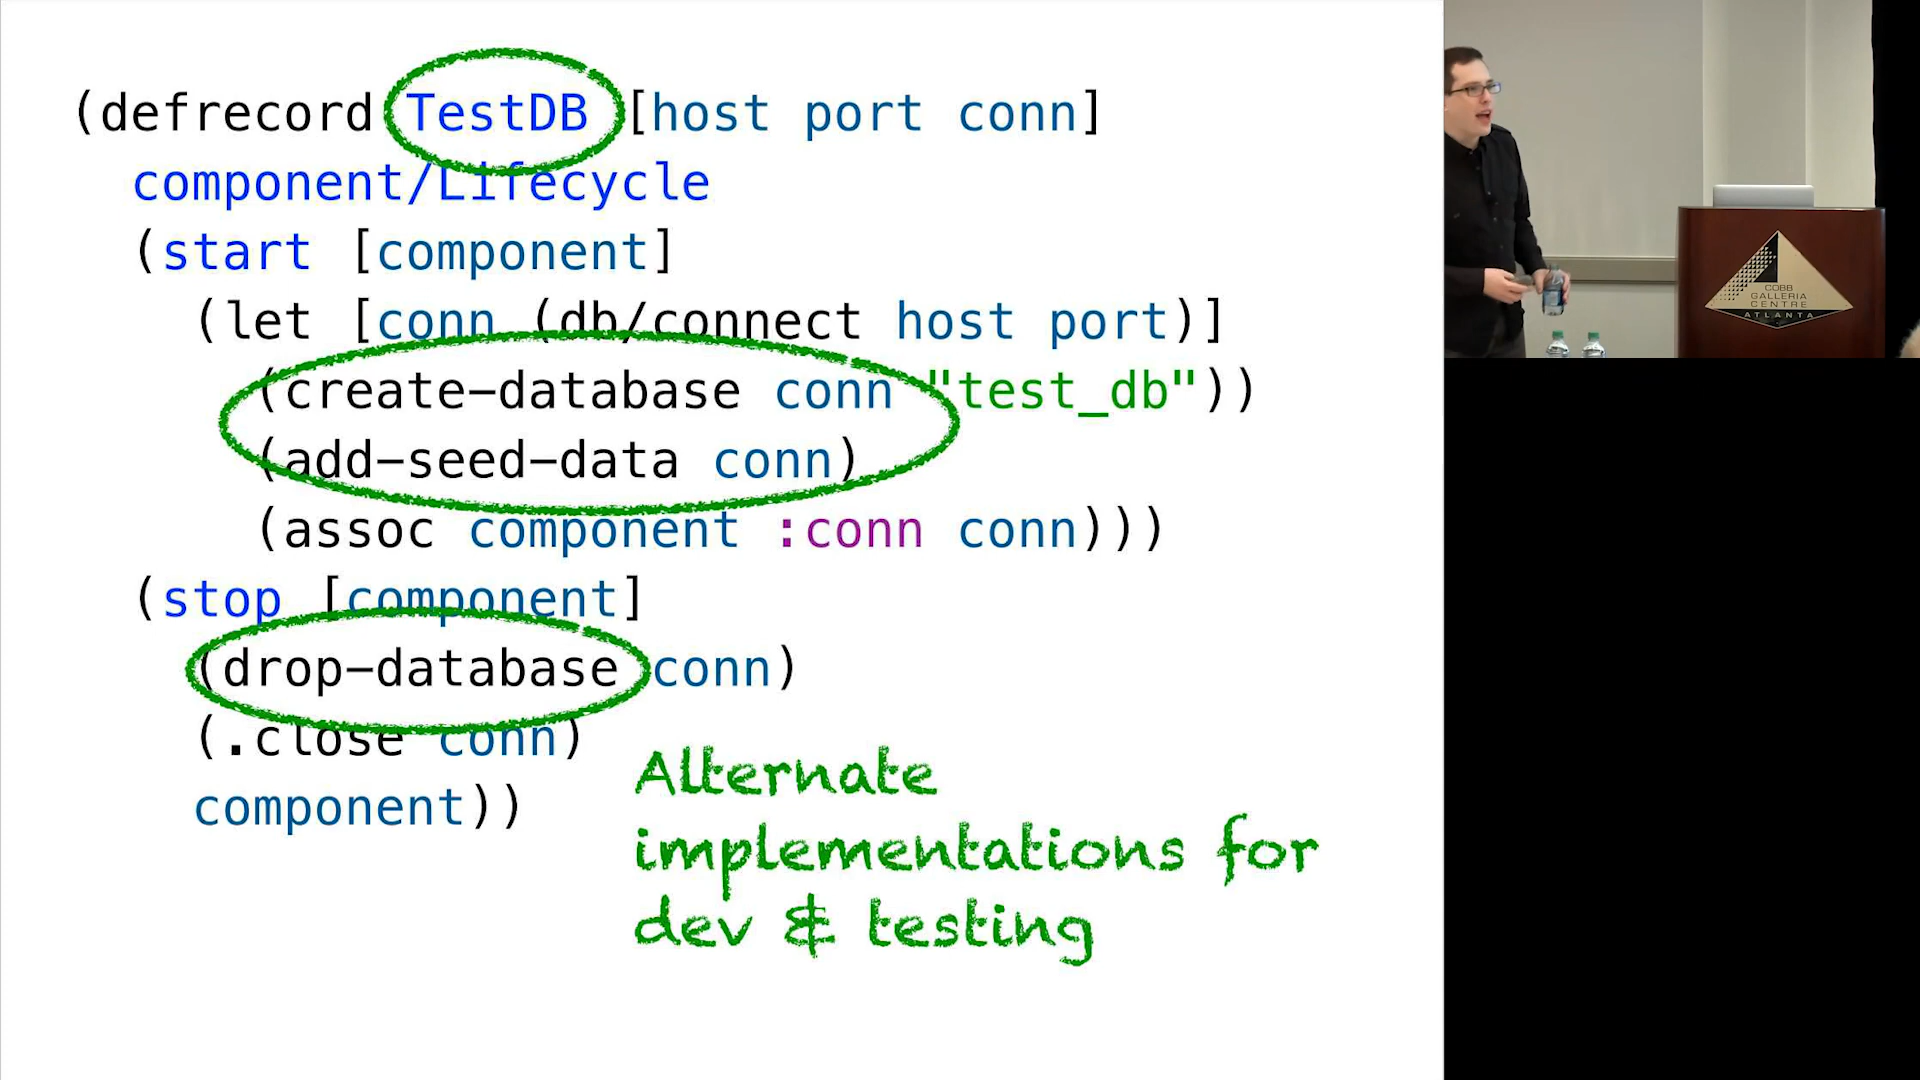 (defrecord TestDB [host port conn]
component/Lifecycle
(start [component]
(let [conn (db/connect host port)]
(create-database conn "test_db"))
(add-seed-data conn)
(assoc component :conn conn)))
(stop [component]
(drop-database conn)
(.close conn)
component))
Alternate
implementations for
dev & testing
COBB
GALLERIA
CENTRE
ATLANTA